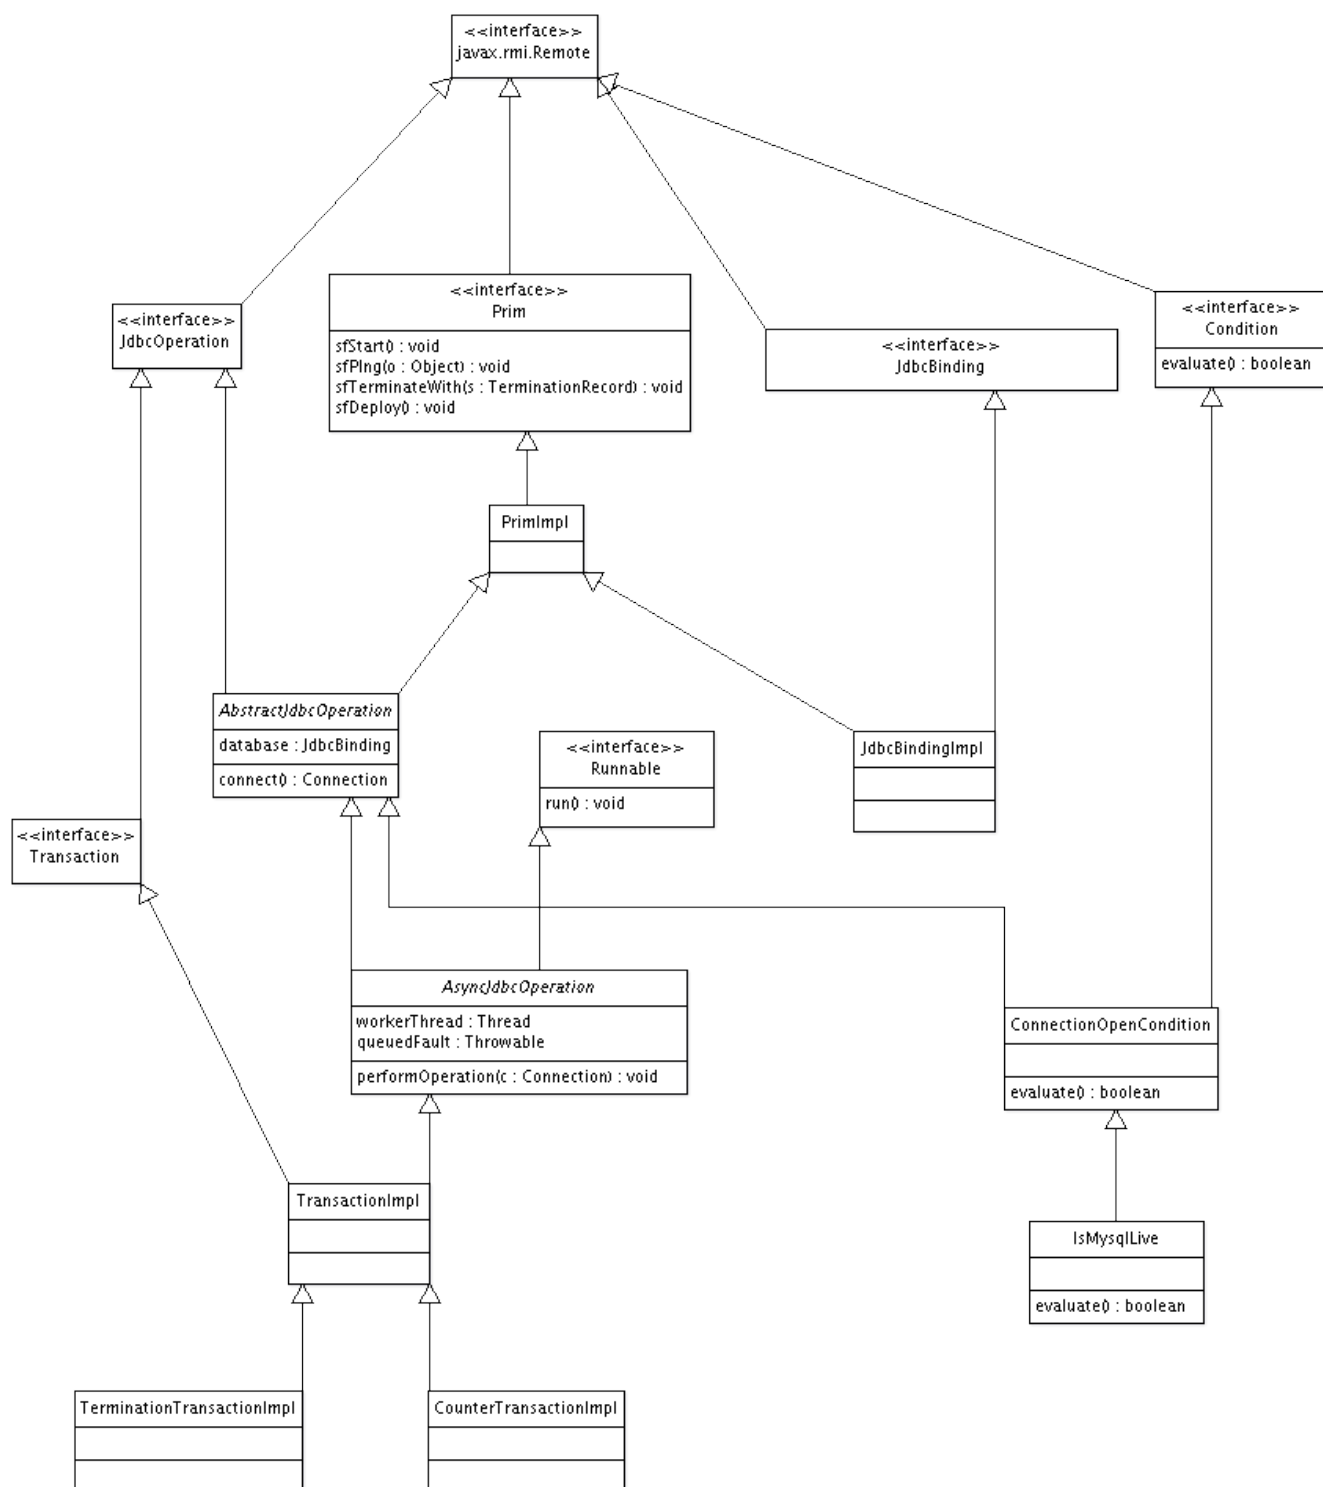 <<interface>>
javax.rmi.Remote
<<interface>>
JdbcOperation
<<interface>>
Prim
sfStart() : void
sfPIng(o : Object) : void
sfTerminateWith(s : TerminationRecord) : void
sfDeploy() : void
<<interface>>
JdbcBinding
<<interface>>
Condition
evaluate() : boolean
PrimImpl
AbstractJdbcOperation
database : JdbcBinding
connect() : Connection
<<interface>>
Runnable
run() : void
JdbcBindingImpl
<<interface>>
Transaction
AsyncJdbcOperation
workerThread : Thread
queuedFault : Throwable
performOperation(c : Connection) : void
ConnectionOpenCondition
evaluate() : boolean
TransactionImpl
IsMysqlLive
evaluate() : boolean
TerminationTransactionImpl
CounterTransactionImpl